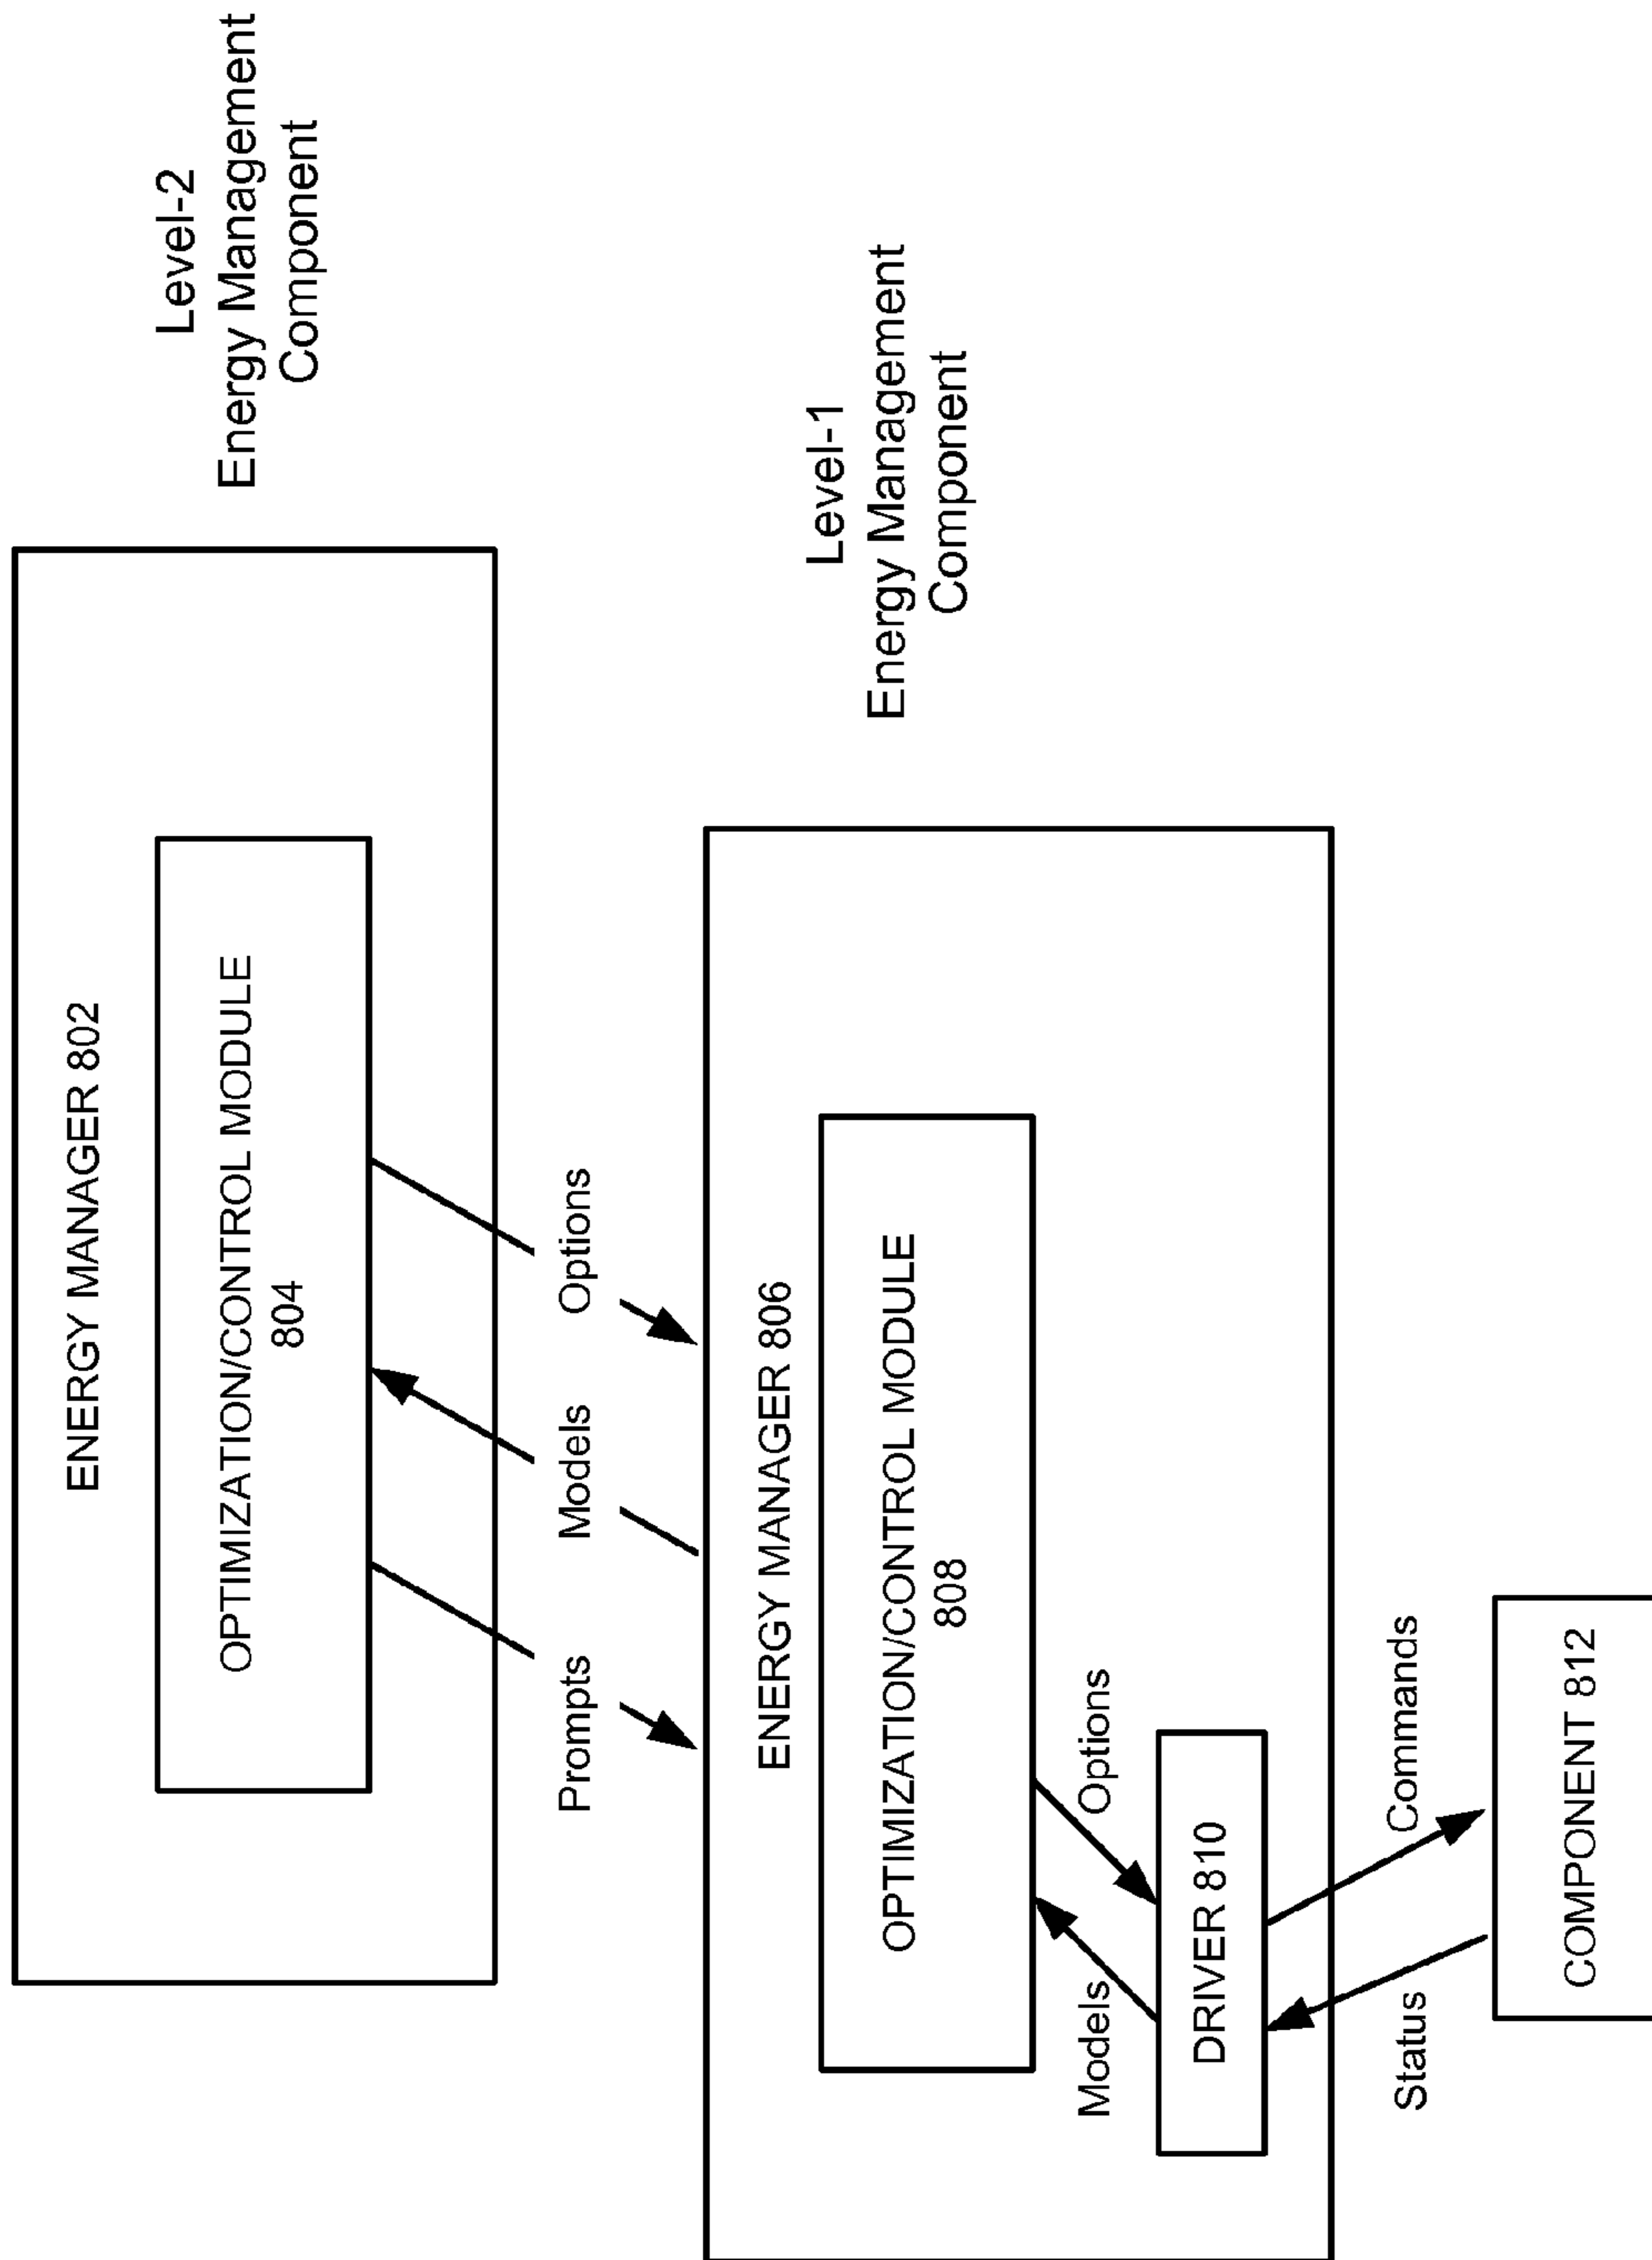 Level-2
Energy Management
Component
ENERGY MANAGER 802
OPTIMIZATION/CONTROL MODULE
804
Prompts
Models
Options
Level-1
Energy Management
Component
ENERGY MANAGER 806
OPTIMIZATION/CONTROL MODULE
808
Models
Options
DRIVER 810
Status
Commands
COMPONENT 812